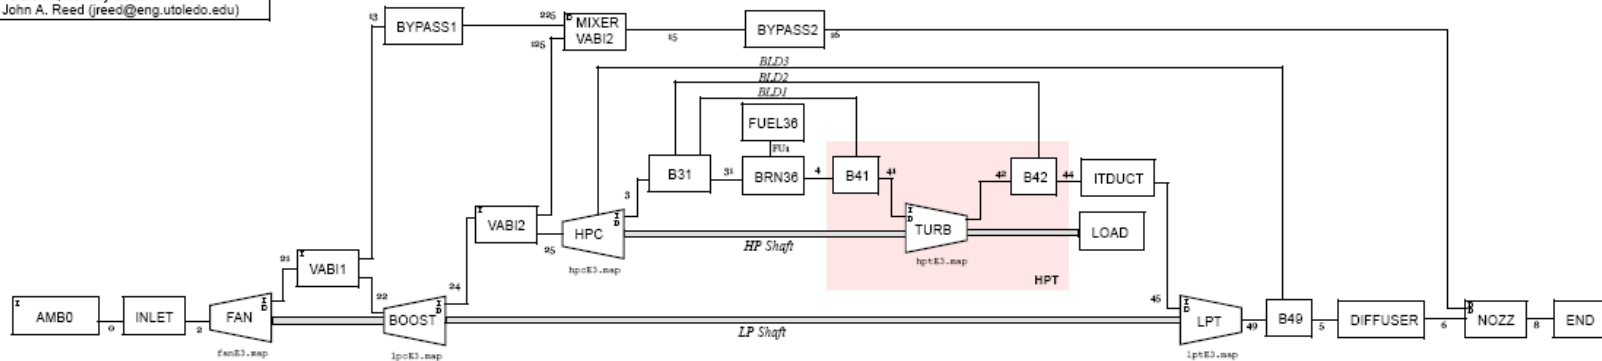 John A. Reed (jreed@eng.utoledo.edu)
13
BYPASS1
225
125
D
MIXER
VABI2
15
BYPASS2
16
BLD3
BLD2
BLD1
FUEL36
FU4
B31
31
BRN36
4
B41
41
42
B42
44
ITDUCT
3
I
VABI2
25
HPC
I
D
hpcE3.map
HP Shaft
I
D
TURB
hptE3.map
LOAD
HPT
21
I
VABI1
22
24
45
I
AMB0
0
INLET
2
FAN
I
D
fanE3.map
BOOST
I
D
lpcE3.map
LP Shaft
I
D
LPT
lptE3.map
49
B49
5
DIFFUSER
6
D
NOZZ
8
END